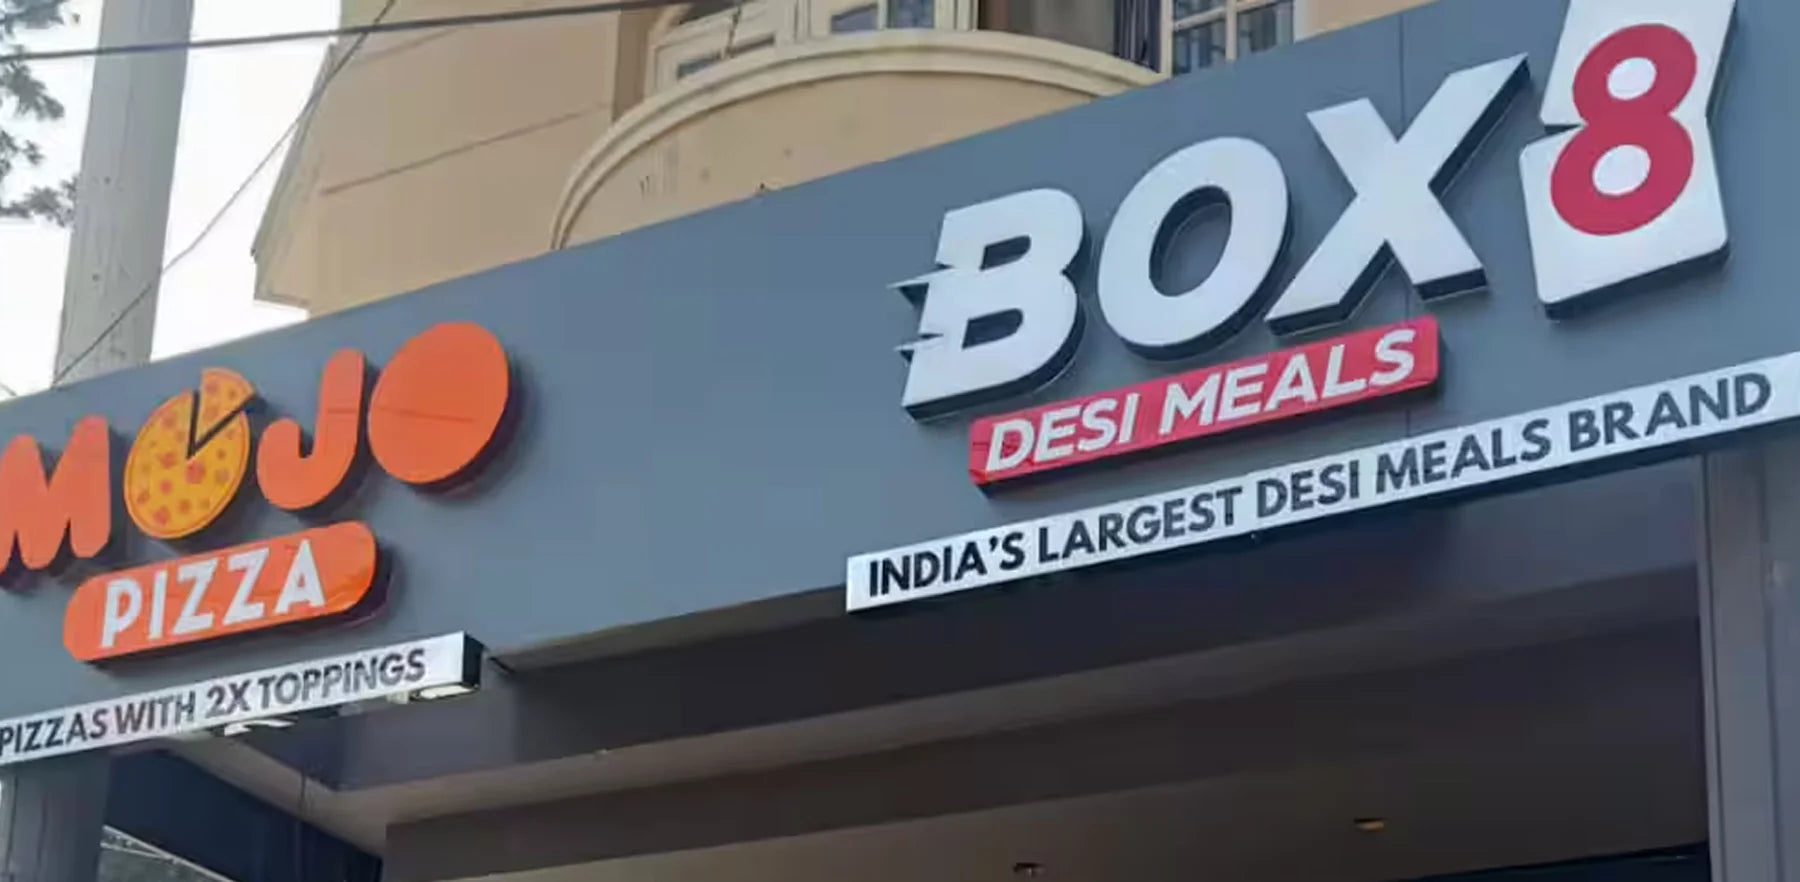 MOJO
PIZZA
PIZZAS WITH 2X TOPPINGS
BOX8
DESI MEALS
INDIA'S LARGEST DESI MEALS BRAND